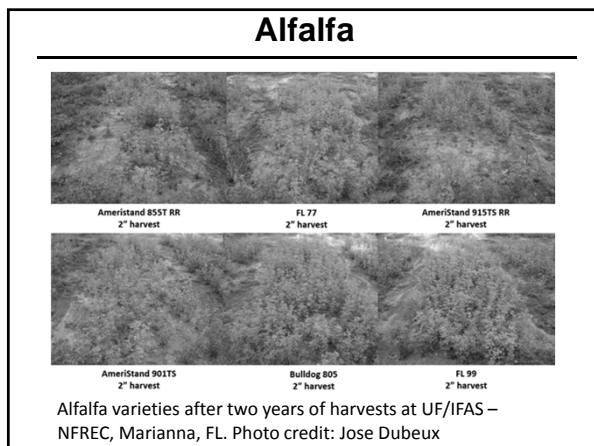 Alfalfa
Ameristand 855T RR
2" harvest
FL 77
2" harvest
AmeriStand 915TS RR
2" harvest
AmeriStand 901TS
2" harvest
Bulldog 805
2" harvest
FL 99
2" harvest
Alfalfa varieties after two years of harvests at UF/IFAS –
NFREC, Marianna, FL. Photo credit: Jose Dubeux